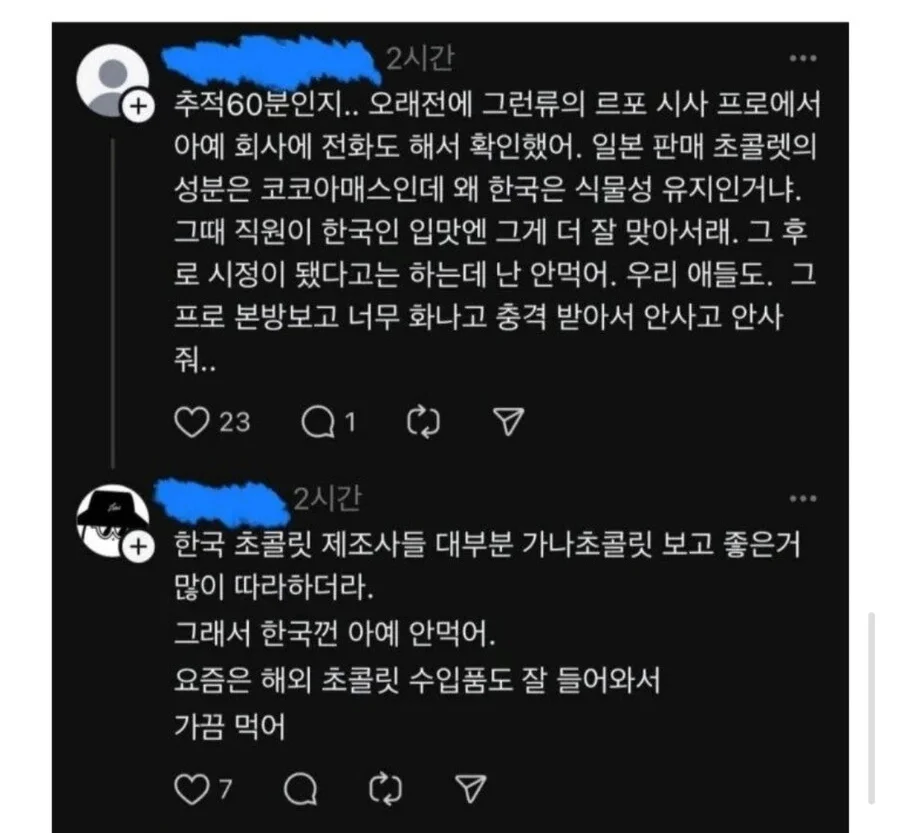 2시간
추적60분인지.. 오래전에 그런류의 르포 시사 프로에서
아예 회사에 전화도 해서 확인했어. 일본 판매 초콜렛의
성분은 코코아매스인데 왜 한국은 식물성 유지인거냐.
그때 직원이 한국인 입맛엔 그게 더 잘 맞아서래. 그 후
로 시정이 됐다고는 하는데 난 안먹어. 우리 애들도. 그
프로 본방보고 너무 화나고 충격 받아서 안사고 안사
줘..
23 1
2시간
한국 초콜릿 제조사들 대부분 가나초콜릿 보고 좋은거
많이 따라하더라.
그래서 한국껀 아예 안먹어.
요즘은 해외 초콜릿 수입품도 잘 들어와서
가끔 먹어
7